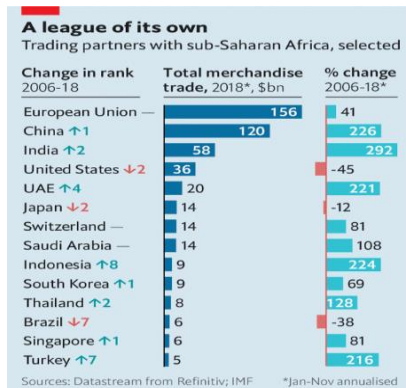 A league of its own
Trading partners with sub-Saharan Africa, selected
Change in rank 2006-18 Total merchandise trade, 2018*, $bn % change 2006-18*
European Union — 156 41
China ↑1 120 226
India ↑2 58 292
United States ↓2 36 -45
UAE ↑4 20 221
Japan ↓2 14 -12
Switzerland — 14 81
Saudi Arabia — 14 108
Indonesia ↑8 9 224
South Korea ↑1 9 69
Thailand ↑2 8 128
Brazil ↓7 6 -38
Singapore ↑1 6 81
Turkey ↑7 5 216
Sources: Datastream from Refinitiv; IMF *Jan-Nov annualised